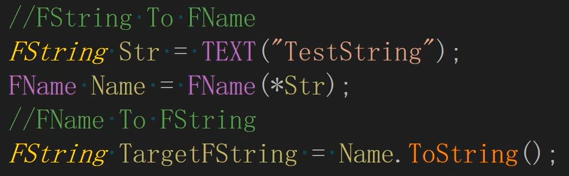 //FString To FName
FString Str = TEXT("TestString");
FName Name = FName(*Str);
//FName To FString
FString TargetFString = Name.ToString();